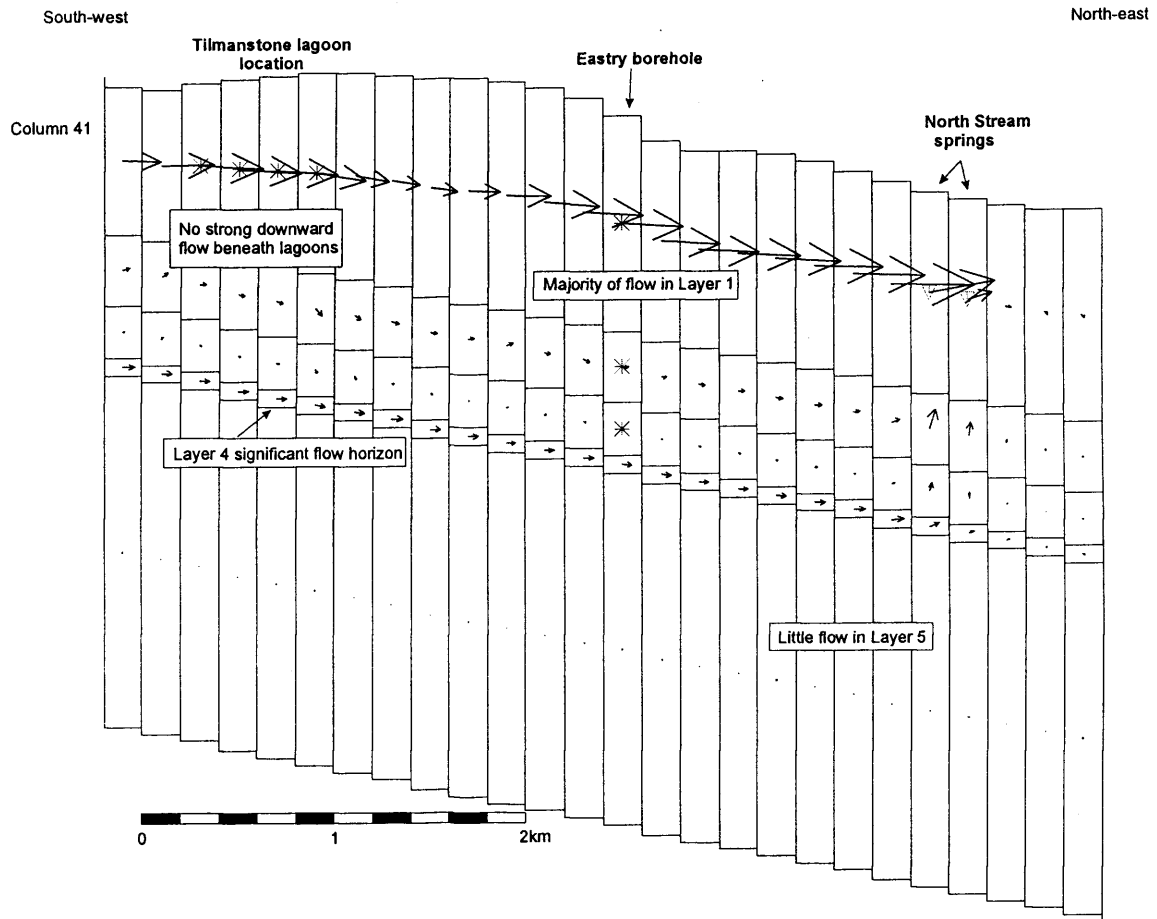 South-west
North-east
Tilmanstone lagoon
location
Eastry borehole
Column 41
North Stream
springs
No strong downward
flow beneath lagoons
Majority of flow in Layer 1
Layer 4 significant flow horizon
Little flow in Layer 5
0
1
2km